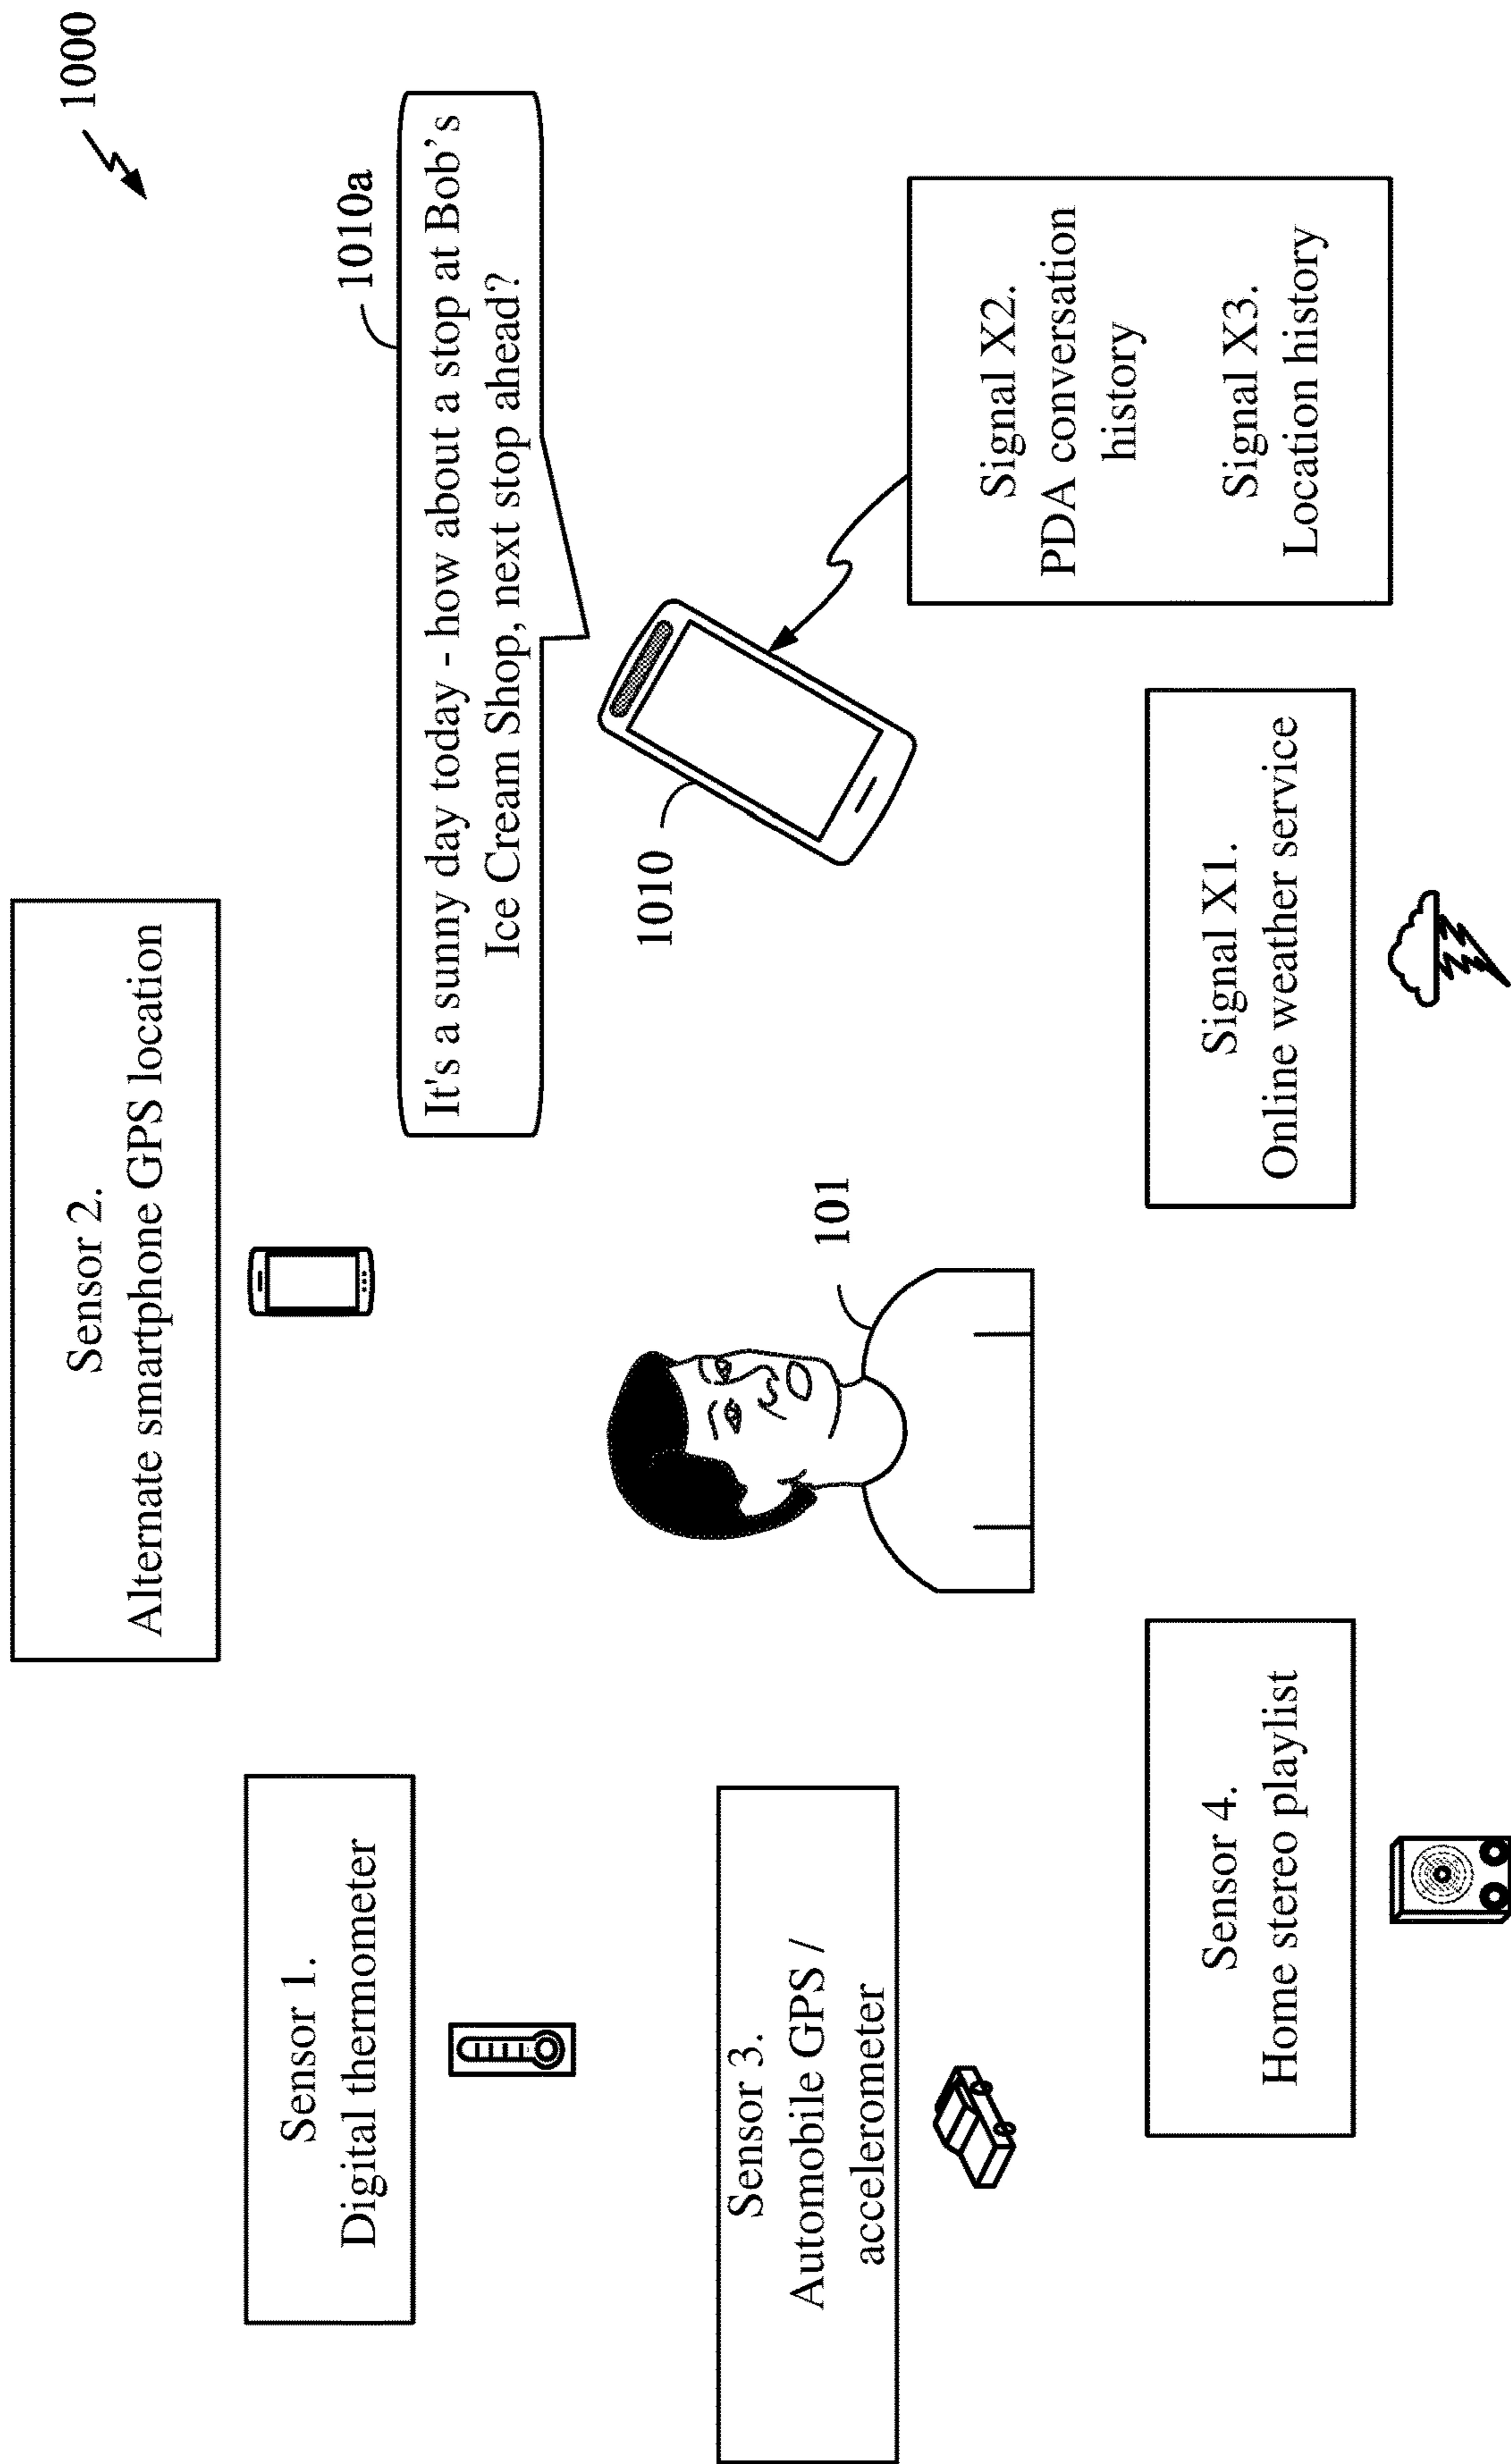 1000
Sensor 2.
Alternate smartphone GPS location
Sensor 1.
Digital thermometer
1010a
It's a sunny day today - how about a stop at Bob's
Ice Cream Shop, next stop ahead?
1010
Sensor 3.
Automobile GPS /
accelerometer
101
Signal X2.
PDA conversation
history
Signal X3.
Location history
Sensor 4.
Home stereo playlist
Signal X1.
Online weather service